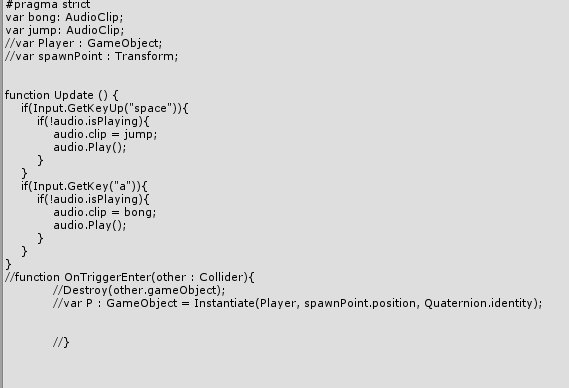 #pragma strict
var bong: AudioClip;
var jump: AudioClip;
//var Player : GameObject;
//var spawnPoint : Transform;
function Update () {
if(Input.GetKeyUp("space")){
if(!audio.isPlaying){
audio.clip = jump;
audio.Play();
}
}
if(Input.GetKey("a")){
if(!audio.isPlaying){
audio.clip = bong;
audio.Play();
}
}
}
//function OnTriggerEnter(other : Collider){
//Destroy(other.gameObject);
//var P : GameObject = Instantiate(Player, spawnPoint.position, Quaternion.identity);
//}